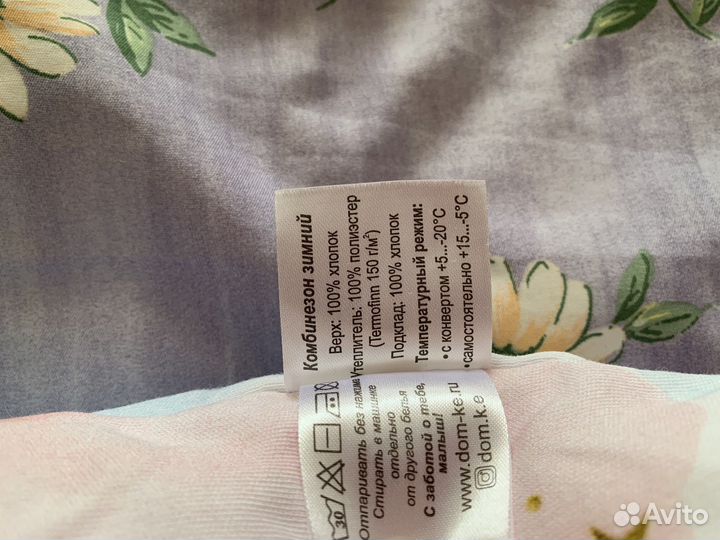 Комбинезон зимний
Верх: 100% хлопок
Утеплитель: 100% полиэстер
(Termofinn 150 г/м²)
Подклад: 100% хлопок
Температурный режим:
• с конвертом +5...-20°C
•самостоятельно +15...-5°C
30
Отпаривать без нажима
Стирать в машинке
отдельно
от другого белья
С заботой о тебе,
малыш!
www.dom-ke.ru
dom.k.e
Avito